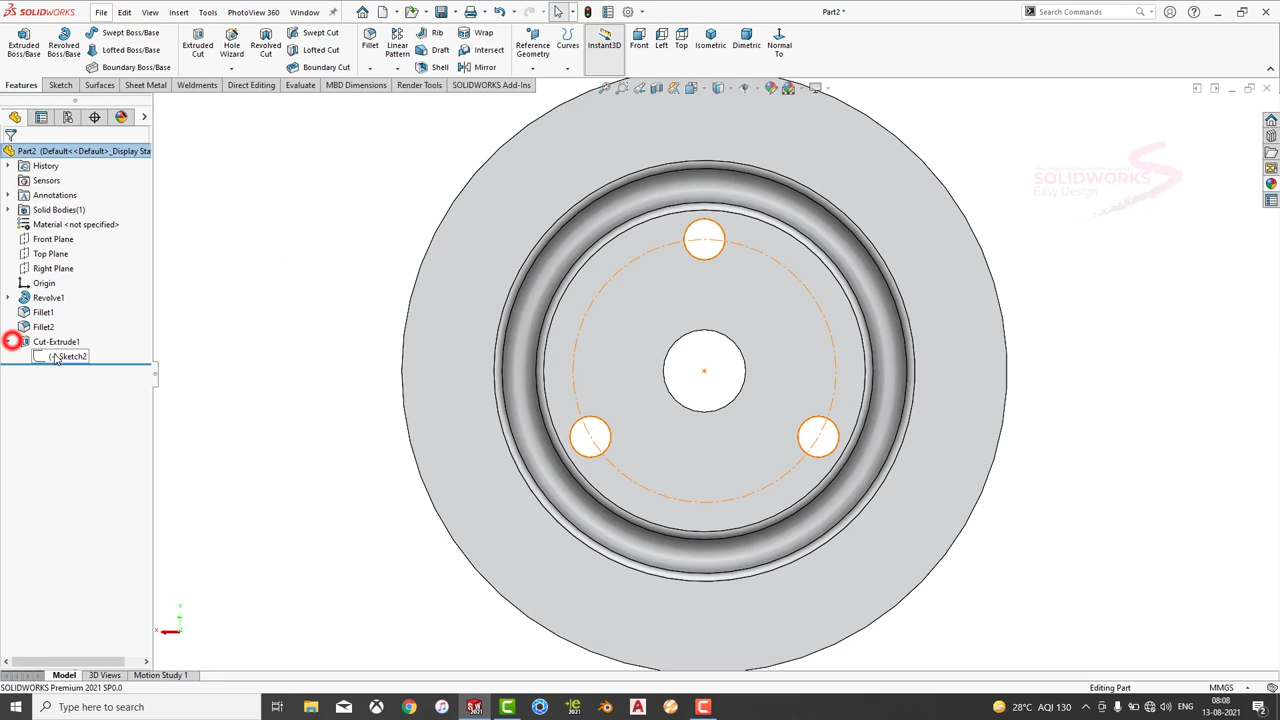 SOLIDWORKS
File Edit View Insert Tools PhotoView 360 Window
Part2 *
Search Commands
Extruded Boss/Base
Revolved Boss/Base
Swept Boss/Base
Lofted Boss/Base
Boundary Boss/Base
Extruded Cut
Hole Wizard
Revolved Cut
Swept Cut
Lofted Cut
Boundary Cut
Fillet
Linear Pattern
Rib
Draft
Shell
Wrap
Intersect
Mirror
Reference Geometry
Curves
Instant3D
Front
Left
Top
Isometric
Dimetric
Normal To
Features Sketch Surfaces Sheet Metal Weldments Direct Editing Evaluate MBD Dimensions Render Tools SOLIDWORKS Add-Ins
Part2 (Default<<Default>_Display Sta
History
Sensors
Annotations
Solid Bodies(1)
Material <not specified>
Front Plane
Top Plane
Right Plane
Origin
Revolve1
Fillet1
Fillet2
Cut-Extrude1
Sketch2
SOLIDWORKS
Easy Design
Y
X
Model 3D Views Motion Study 1
SOLIDWORKS Premium 2021 SP0.0
Editing Part
MMGS
Type here to search
28°C AQI 130
ENG
08:08
13-08-2021